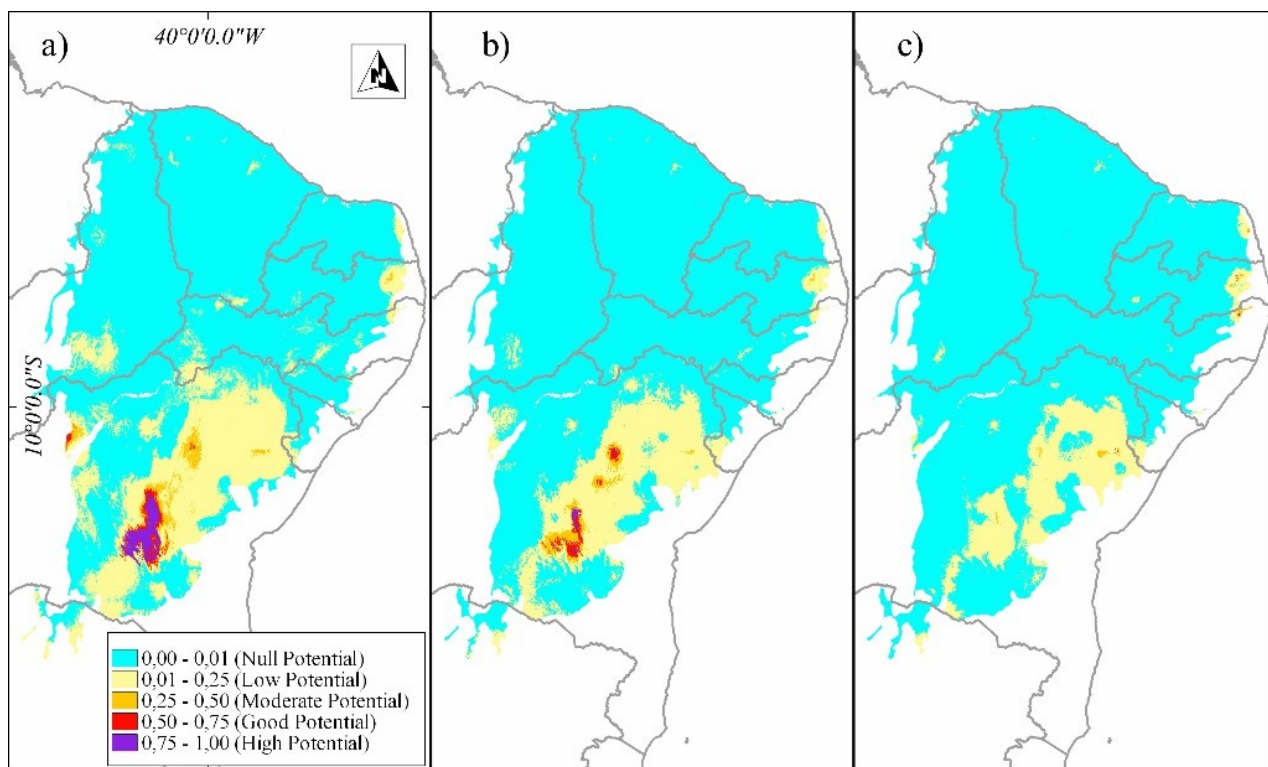 a)
40°0'0.0"W
N
b)
c)
10°0'0.0"S
0,00 - 0,01 (Null Potential)
0,01 - 0,25 (Low Potential)
0,25 - 0,50 (Moderate Potential)
0,50 - 0,75 (Good Potential)
0,75 - 1,00 (High Potential)